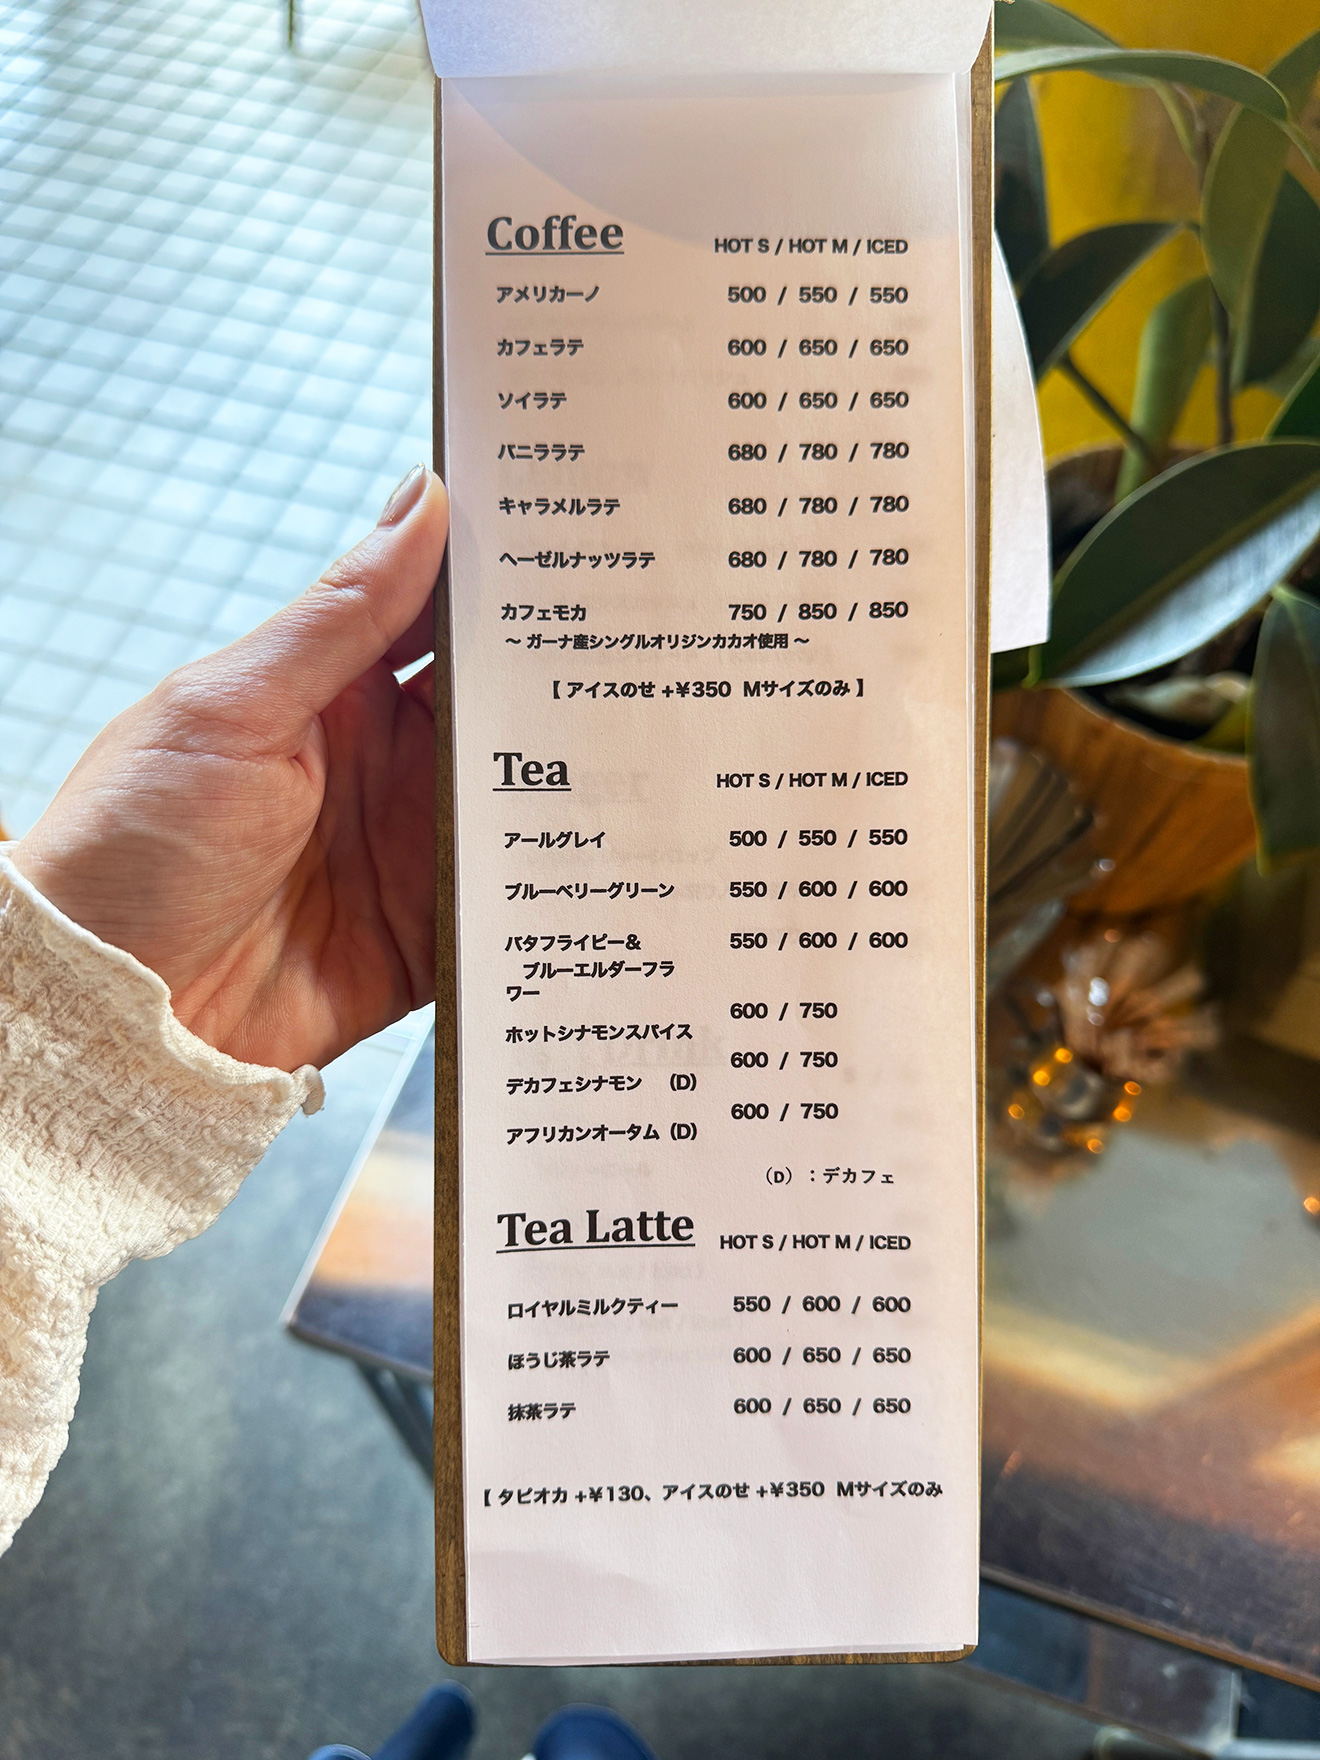 Coffee HOT S / HOT M / ICED
アメリカーノ 500 / 550 / 550
カフェラテ 600 / 650 / 650
ソイラテ 600 / 650 / 650
バニララテ 680 / 780 / 780
キャラメルラテ 680 / 780 / 780
ヘーゼルナッツラテ 680 / 780 / 780
カフェモカ 750 / 850 / 850
～ ガーナ産シングルオリジンカカオ使用 ～
【 アイスのせ +¥350 Mサイズのみ 】
Tea HOT S / HOT M / ICED
アールグレイ 500 / 550 / 550
ブルーベリーグリーン 550 / 600 / 600
バタフライピー& 550 / 600 / 600
ブルーエルダーフラ
ワー
600 / 750
ホットシナモンスパイス
600 / 750
デカフェシナモン （D）
600 / 750
アフリカンオータム（D）
（D）：デカフェ
Tea Latte HOT S / HOT M / ICED
ロイヤルミルクティー 550 / 600 / 600
ほうじ茶ラテ 600 / 650 / 650
抹茶ラテ 600 / 650 / 650
【 タピオカ +¥130、アイスのせ +¥350 Mサイズのみ